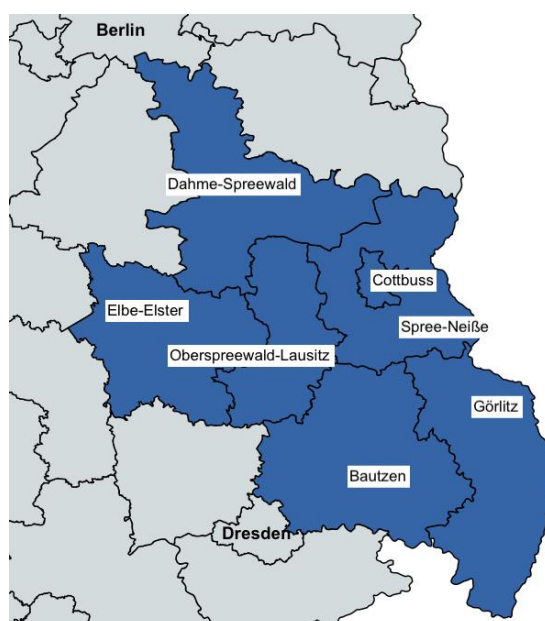 Berlin
Dahme-Spreewald
Cottbuss
Elbe-Elster
Spree-Neiße
Oberspreewald-Lausitz
Görlitz
Bautzen
Dresden